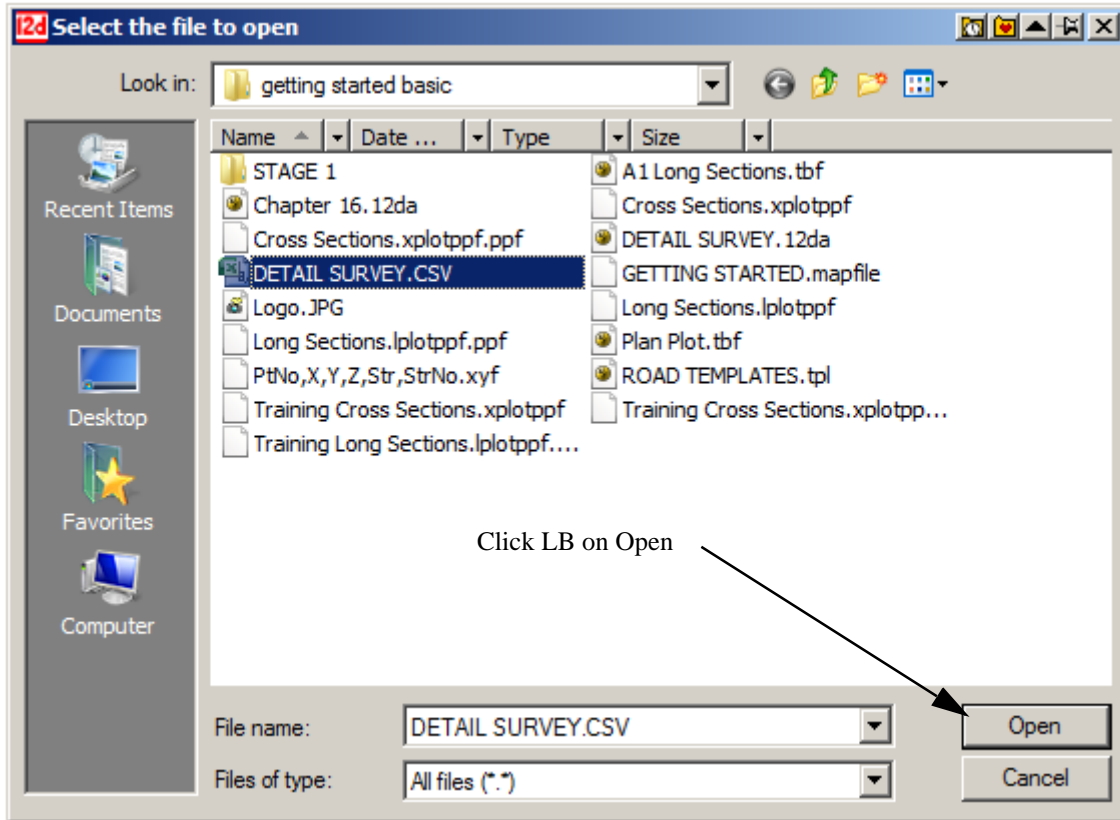 12d Select the file to open
Look in: getting started basic
Name Date ... Type Size
STAGE 1
Chapter 16.12da
Cross Sections.xplotppf.ppf
DETAIL SURVEY.CSV
Logo.JPG
Long Sections.lplotppf.ppf
PtNo,X,Y,Z,Str,StrNo.xyf
Training Cross Sections.xplotppf
Training Long Sections.lplotppf....
A1 Long Sections.tbf
Cross Sections.xplotppf
DETAIL SURVEY.12da
GETTING STARTED.mapfile
Long Sections.lplotppf
Plan Plot.tbf
ROAD TEMPLATES.tpl
Training Cross Sections.xplotpp...
Recent Items
Documents
Desktop
Favorites
Computer
Click LB on Open
File name: DETAIL SURVEY.CSV Open
Files of type: All files (*.*) Cancel